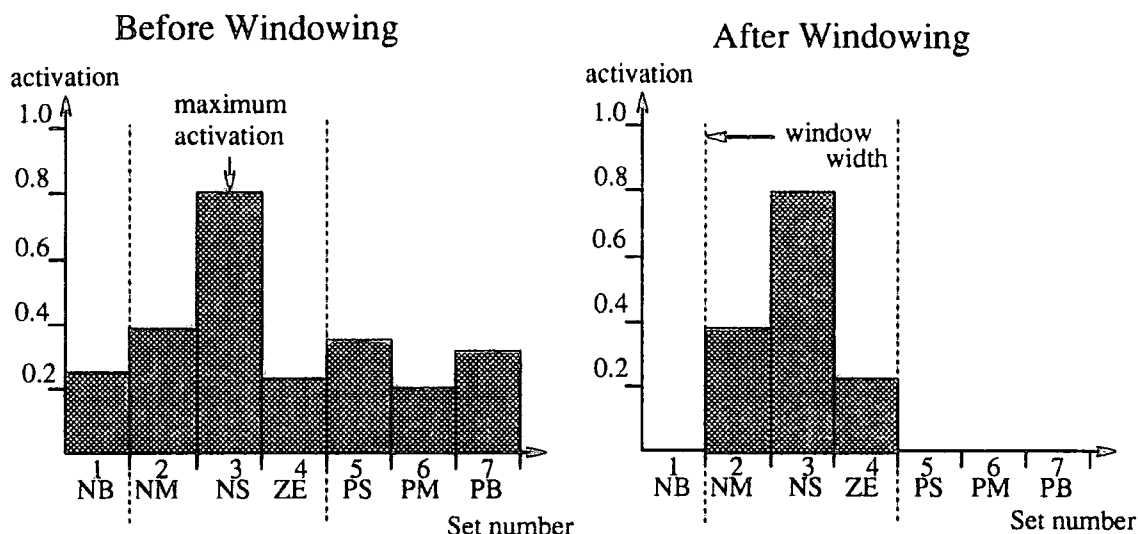 Before Windowing
activation
maximum
activation
1.0
0.8
0.6
0.4
0.2
1 2 3 4 5 6 7
NB NM NS ZE PS PM PB
Set number
After Windowing
activation
window
width
1.0
0.8
0.6
0.4
0.2
1 2 3 4 5 6 7
NB NM NS ZE PS PM PB
Set number